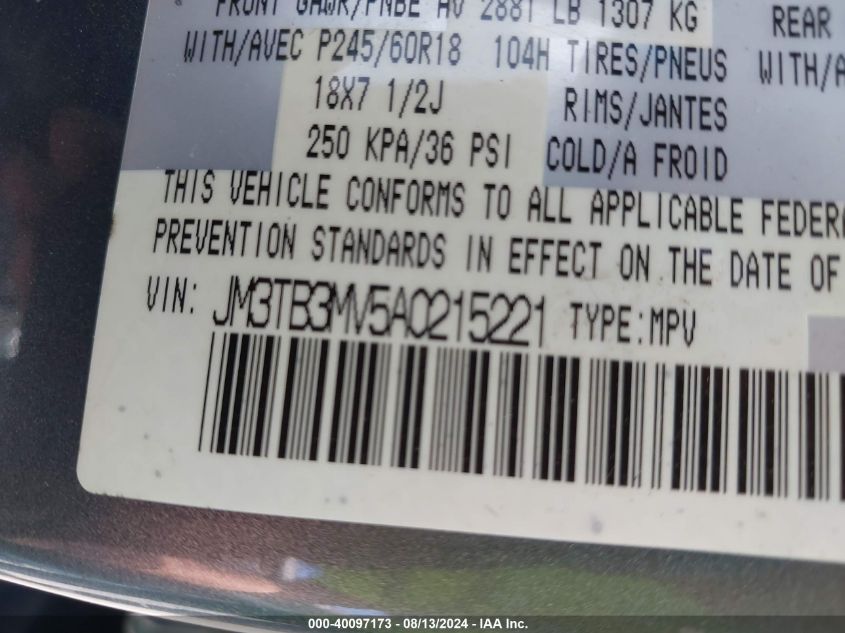 FRONT GAWR/PNBE AV 2881 LB 1307 KG REAR
WITH/AVEC P245/60R18 104H TIRES/PNEUS WITH/A
18X7 1/2J RIMS/JANTES
250 KPA/36 PSI COLD/A FROID
THIS VEHICLE CONFORMS TO ALL APPLICABLE FEDERA
PREVENTION STANDARDS IN EFFECT ON THE DATE OF
VIN: JM3TB3MV5A0215221 TYPE:MPV
000-40097173 - 08/13/2024 - IAA Inc.